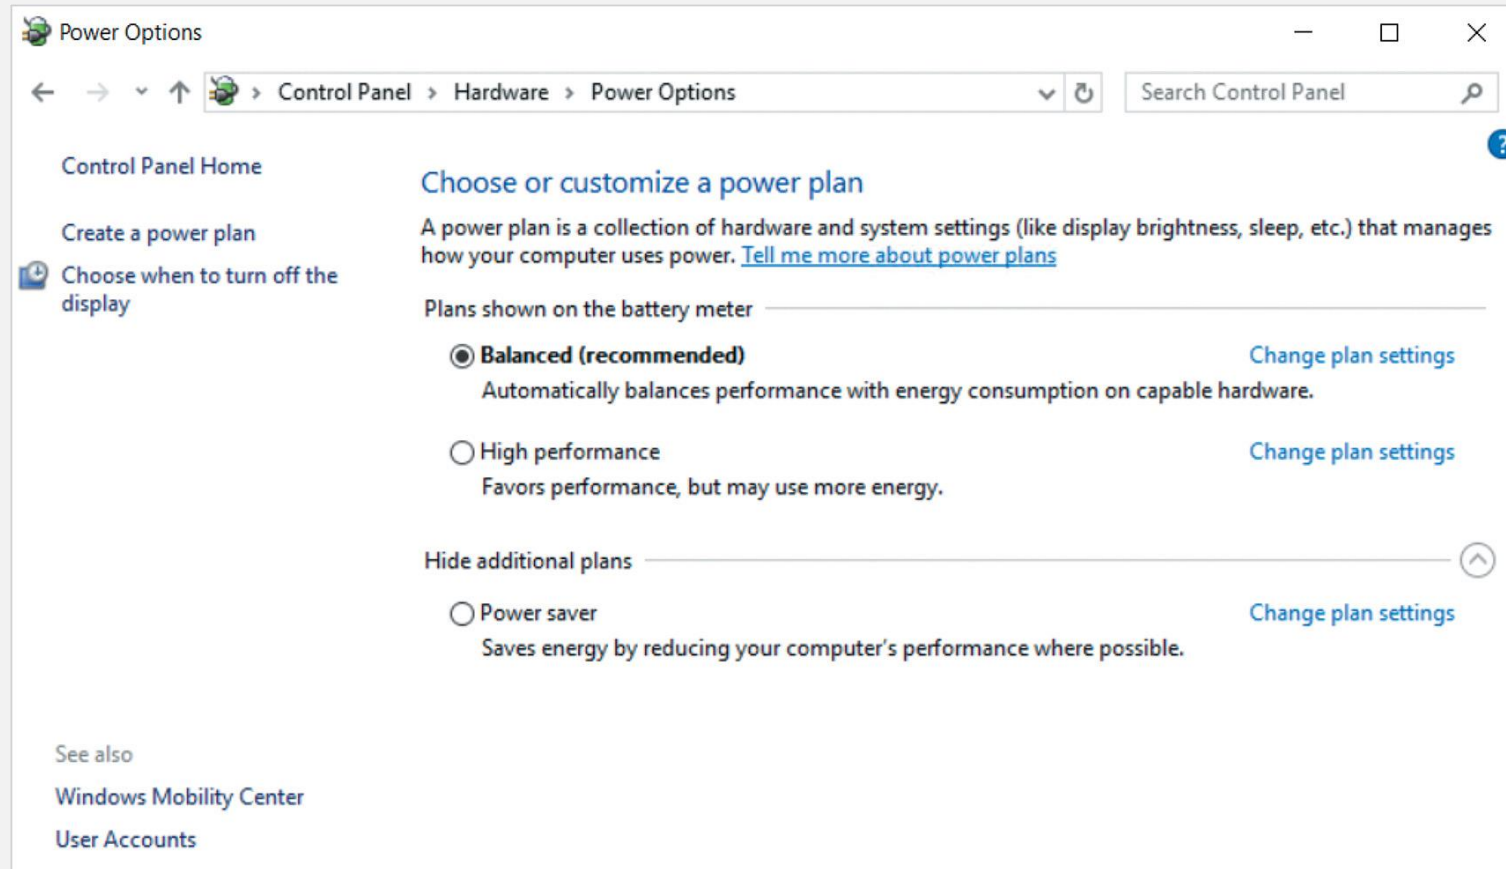 Power Options
Control Panel > Hardware > Power Options
Search Control Panel
?
Control Panel Home
Create a power plan
Choose when to turn off the
display
Choose or customize a power plan
A power plan is a collection of hardware and system settings (like display brightness, sleep, etc.) that manages
how your computer uses power. Tell me more about power plans
Plans shown on the battery meter
Balanced (recommended)
Change plan settings
Automatically balances performance with energy consumption on capable hardware.
High performance
Change plan settings
Favors performance, but may use more energy.
Hide additional plans
Power saver
Change plan settings
Saves energy by reducing your computer's performance where possible.
See also
Windows Mobility Center
User Accounts